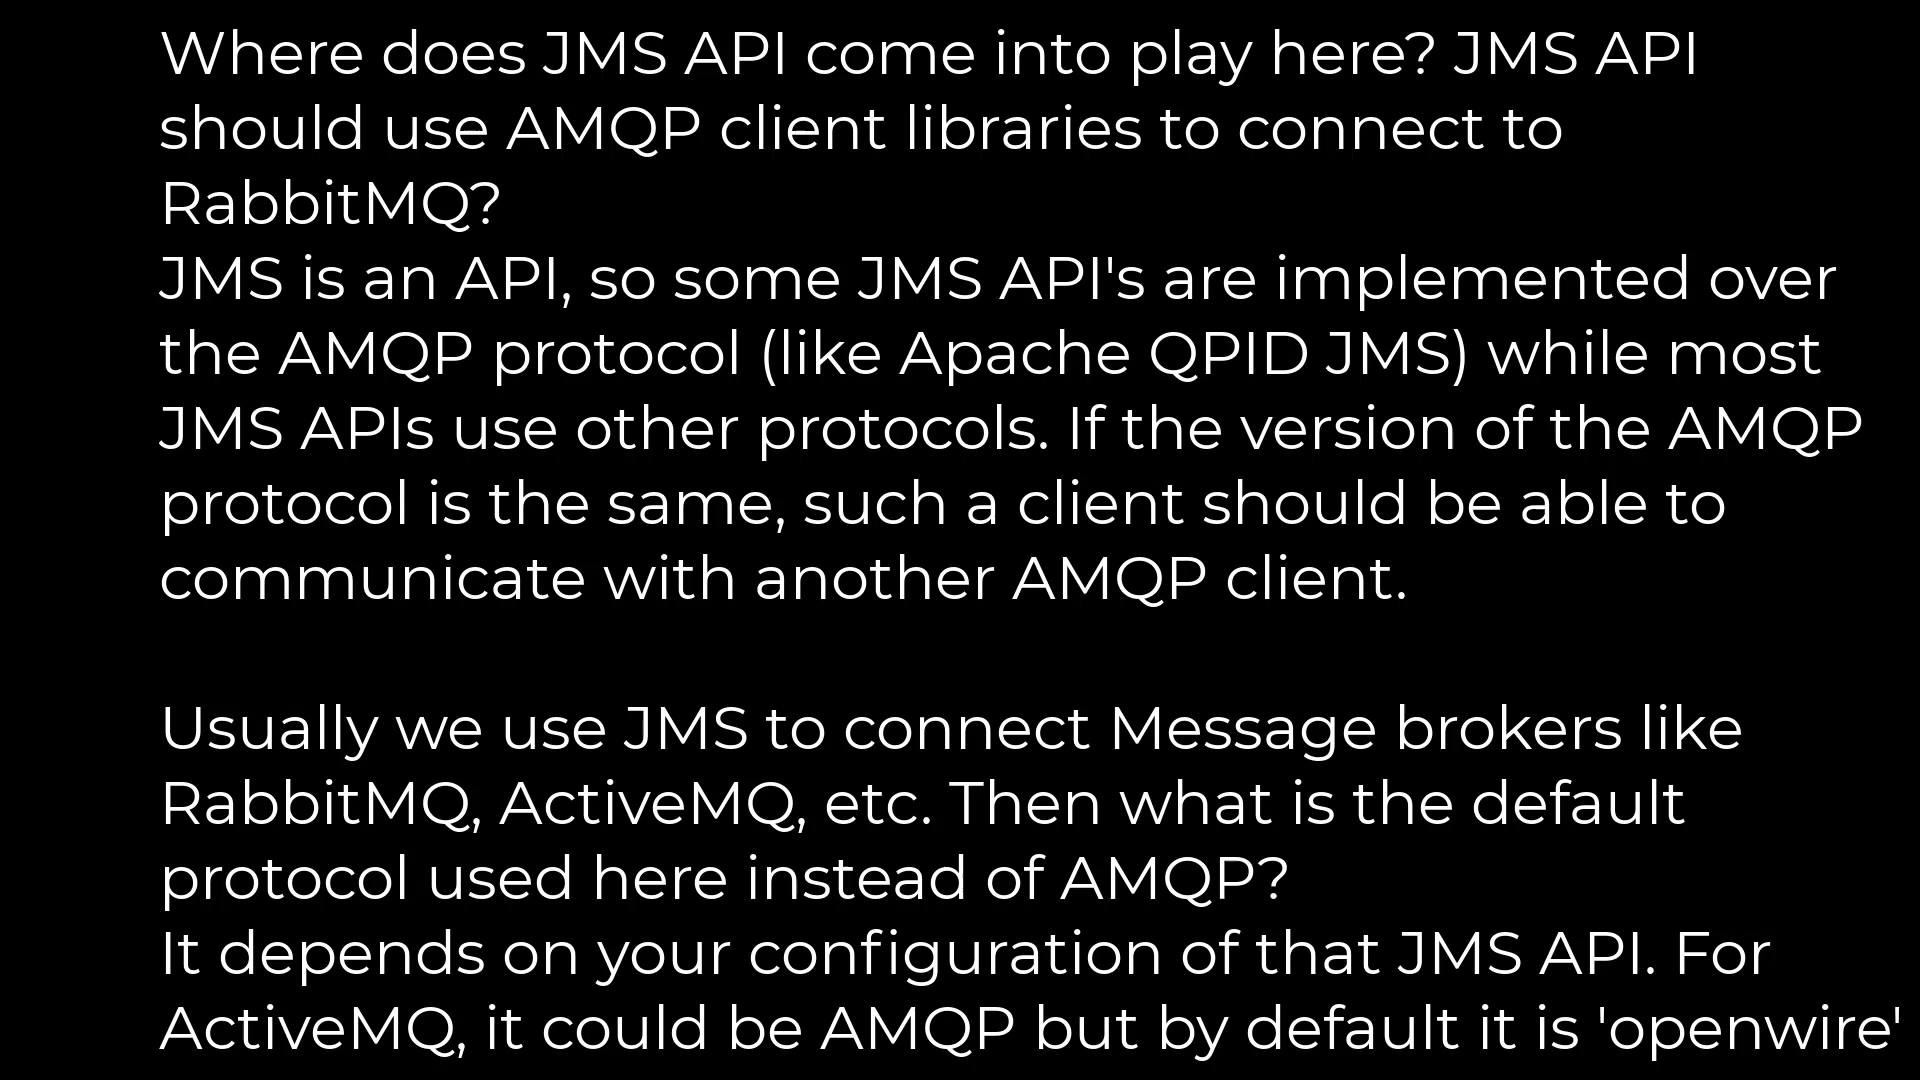 Where does JMS API come into play here? JMS API
should use AMQP client libraries to connect to
RabbitMQ?
JMS is an API, so some JMS API's are implemented over
the AMQP protocol (like Apache QPID JMS) while most
JMS APIs use other protocols. If the version of the AMQP
protocol is the same, such a client should be able to
communicate with another AMQP client.
Usually we use JMS to connect Message brokers like
RabbitMQ, ActiveMQ, etc. Then what is the default
protocol used here instead of AMQP?
It depends on your configuration of that JMS API. For
ActiveMQ, it could be AMQP but by default it is 'openwire'